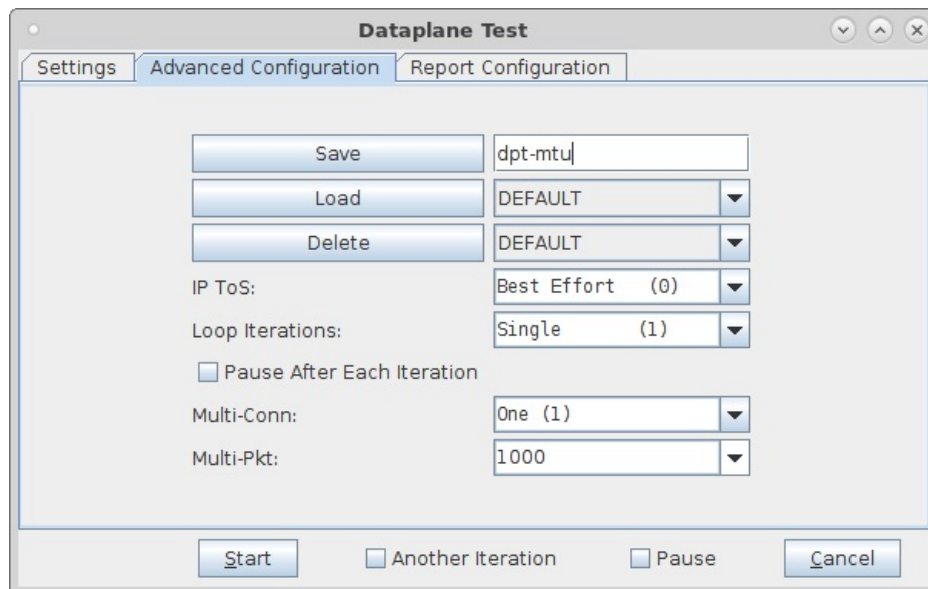 Dataplane Test
Settings Advanced Configuration Report Configuration
Save dpt-mtu
Load DEFAULT
Delete DEFAULT
IP ToS: Best Effort (0)
Loop Iterations: Single (1)
Pause After Each Iteration
Multi-Conn: One (1)
Multi-Pkt: 1000
Start Another Iteration Pause Cancel